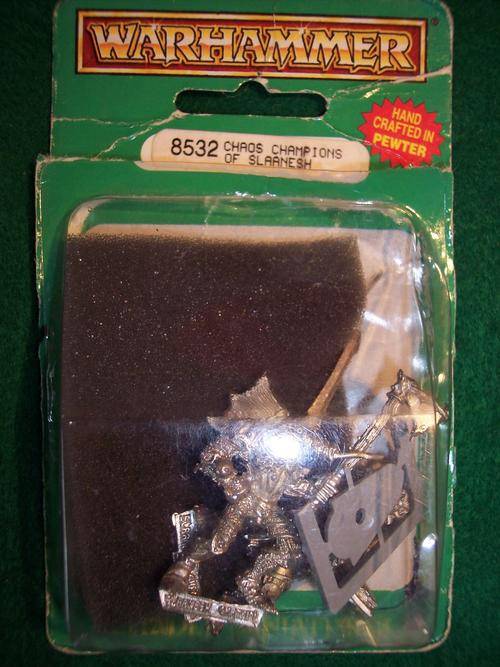 WARHAMMER
HAND
CRAFTED IN
PEWTER
8532 CHAOS CHAMPIONS
OF SLAANESH